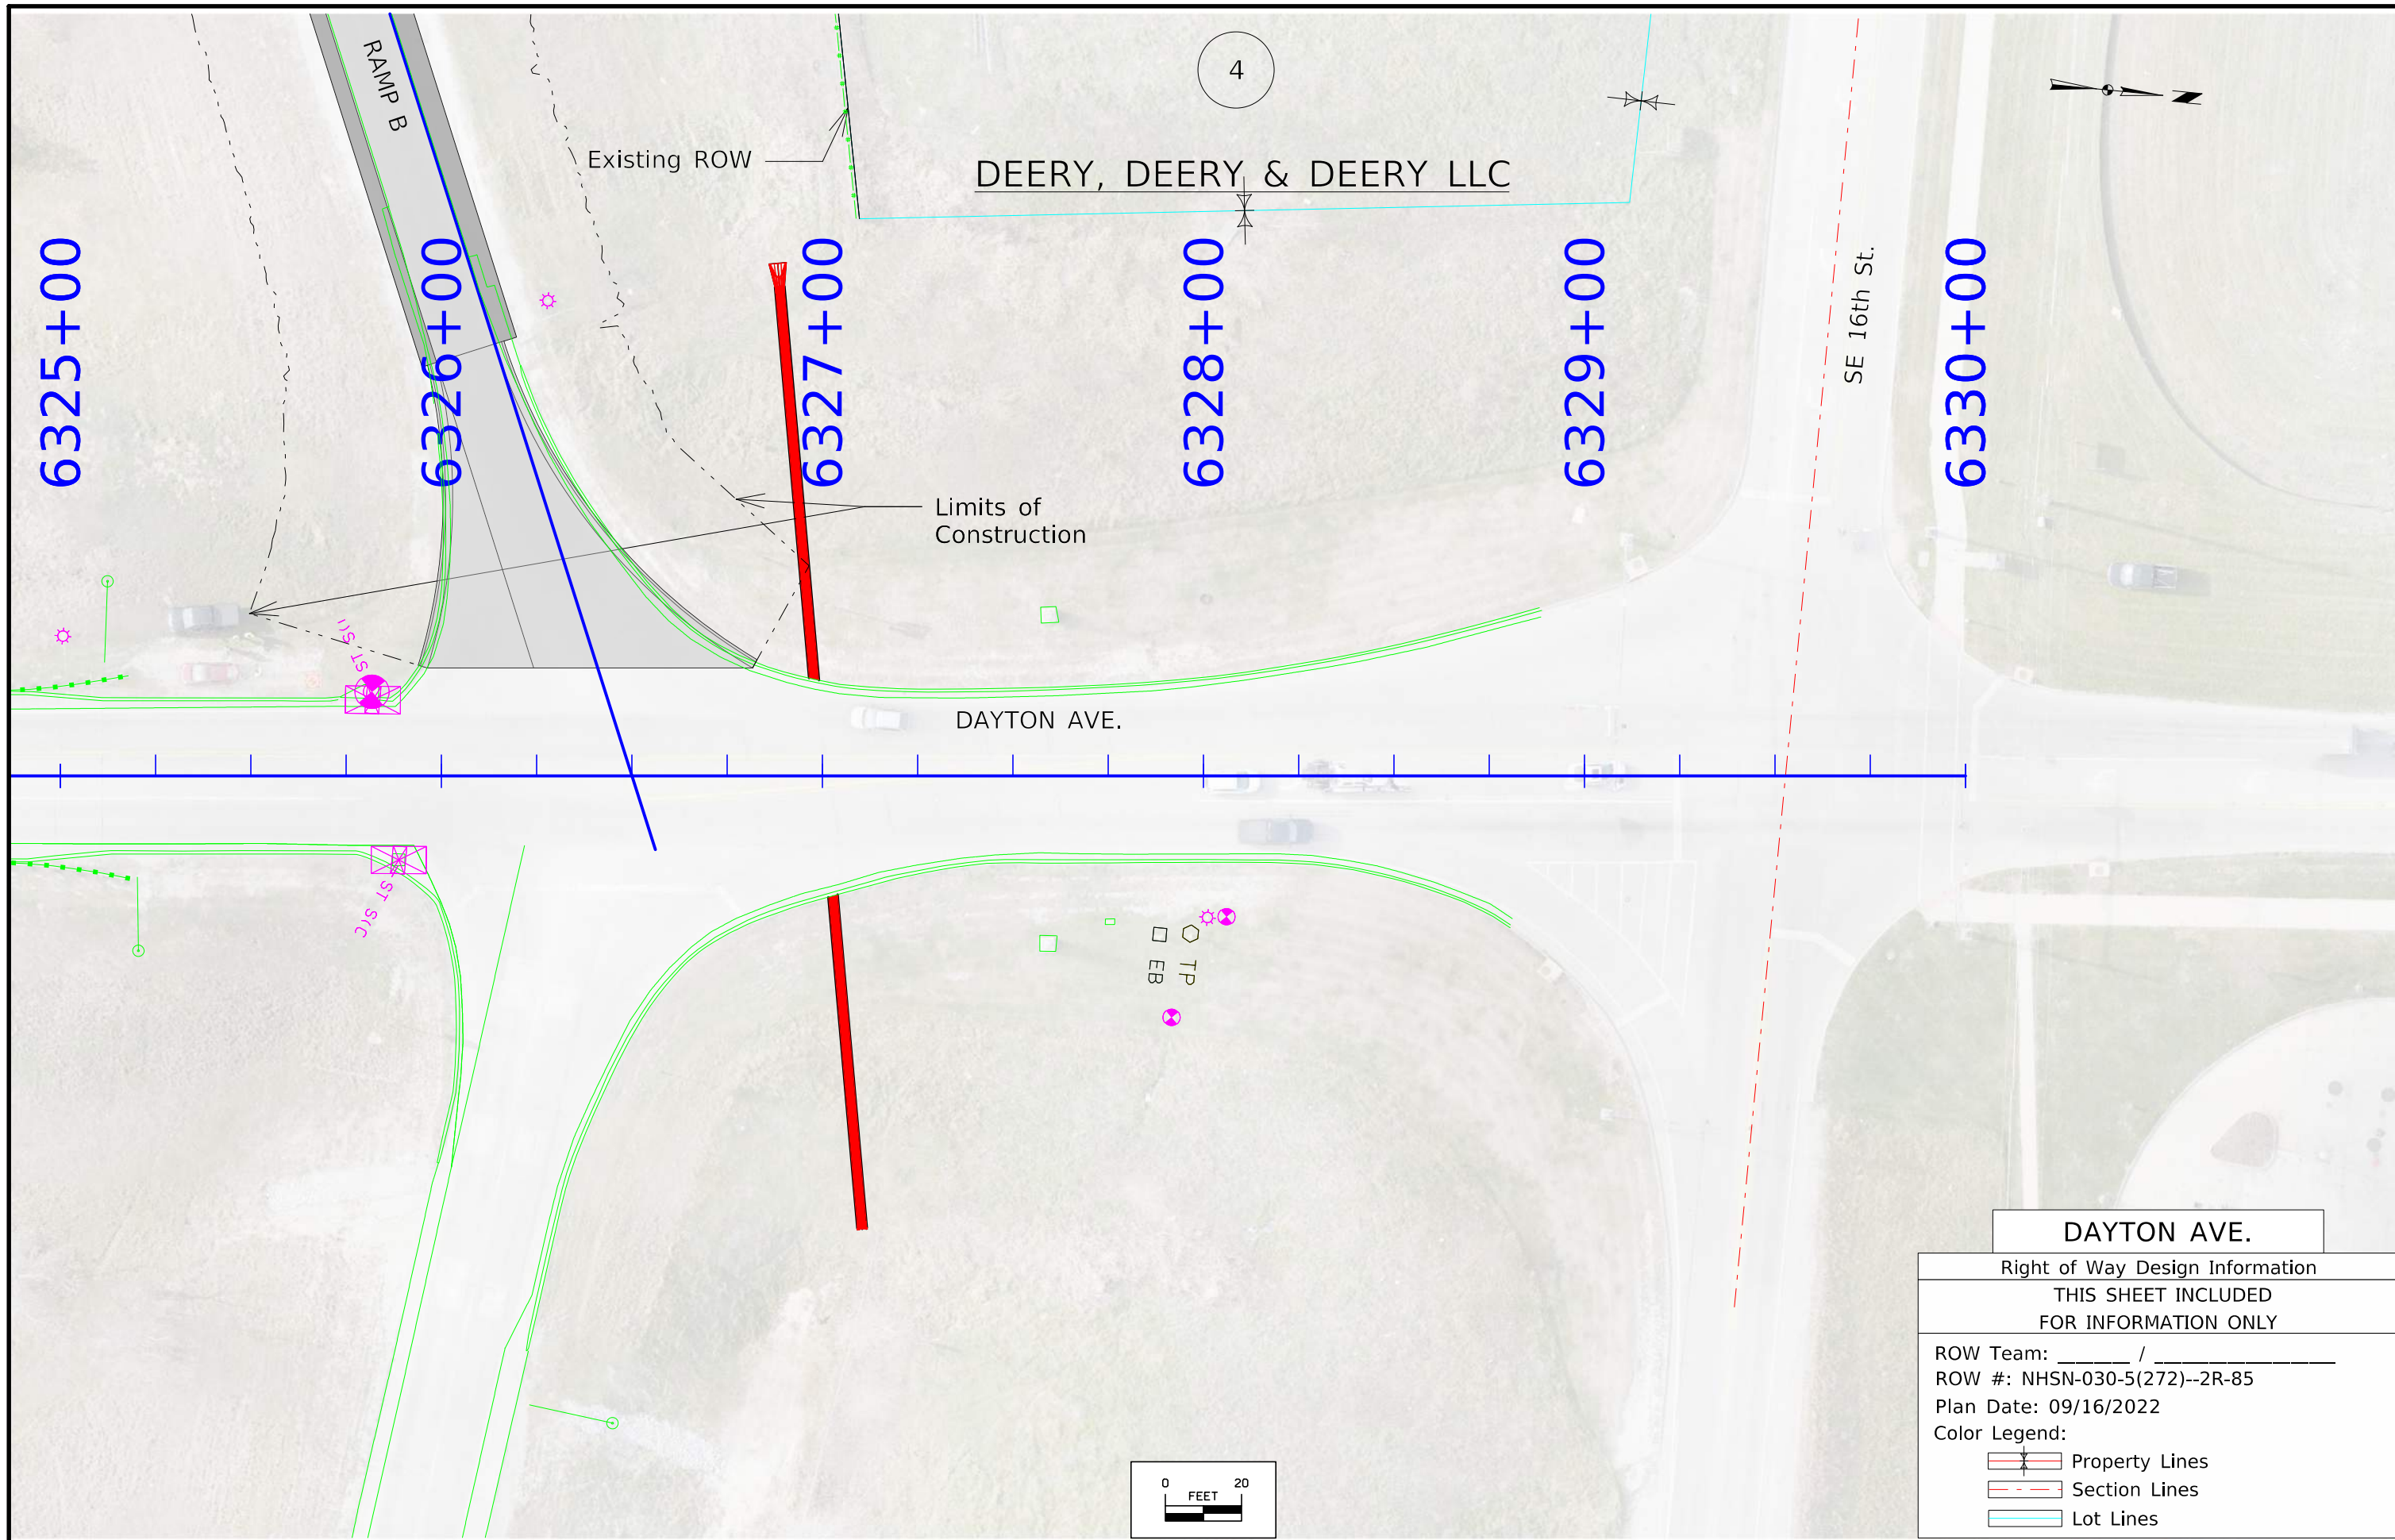 RAMP B
4
Existing ROW
DEERY, DEERY & DEERY LLC
N
6325+00
6326+00
6327+00
6328+00
6329+00
6330+00
SE 16th St.
Limits of
Construction
ST
DAYTON AVE.
ST
EB
TP
DAYTON AVE.
Right of Way Design Information
THIS SHEET INCLUDED
FOR INFORMATION ONLY
ROW Team: ________ / ____________________
ROW #: NHSN-030-5(272)--2R-85
Plan Date: 09/16/2022
Color Legend:
Property Lines
Section Lines
Lot Lines
0 20
FEET